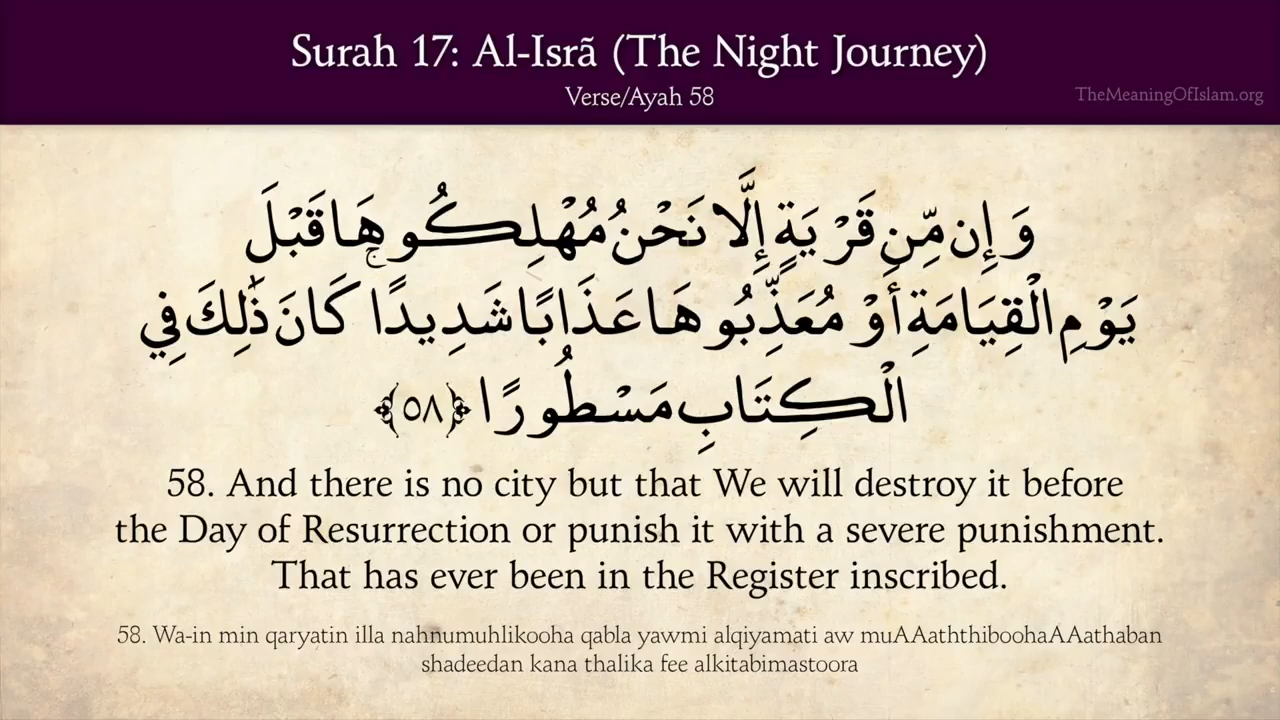 Surah 17: Al-Isrã (The Night Journey)
Verse/Ayah 58
TheMeaningOfIslam.org
وَإِن مِّن قَرْيَةٍ إِلَّا نَحْنُ مُهْلِكُوهَا قَبْلَ
يَوْمِ الْقِيَامَةِ أَوْ مُعَذِّبُوهَا عَذَابًا شَدِيدًا ۚ كَانَ ذَٰلِكَ فِي
الْكِتَابِ مَسْطُورًا ﴿٥٨﴾
58. And there is no city but that We will destroy it before
the Day of Resurrection or punish it with a severe punishment.
That has ever been in the Register inscribed.
58. Wa-in min qaryatin illa nahnumuhlikooha qabla yawmi alqiyamati aw muAAaththiboohaAAathaban
shadeedan kana thalika fee alkitabimastoora